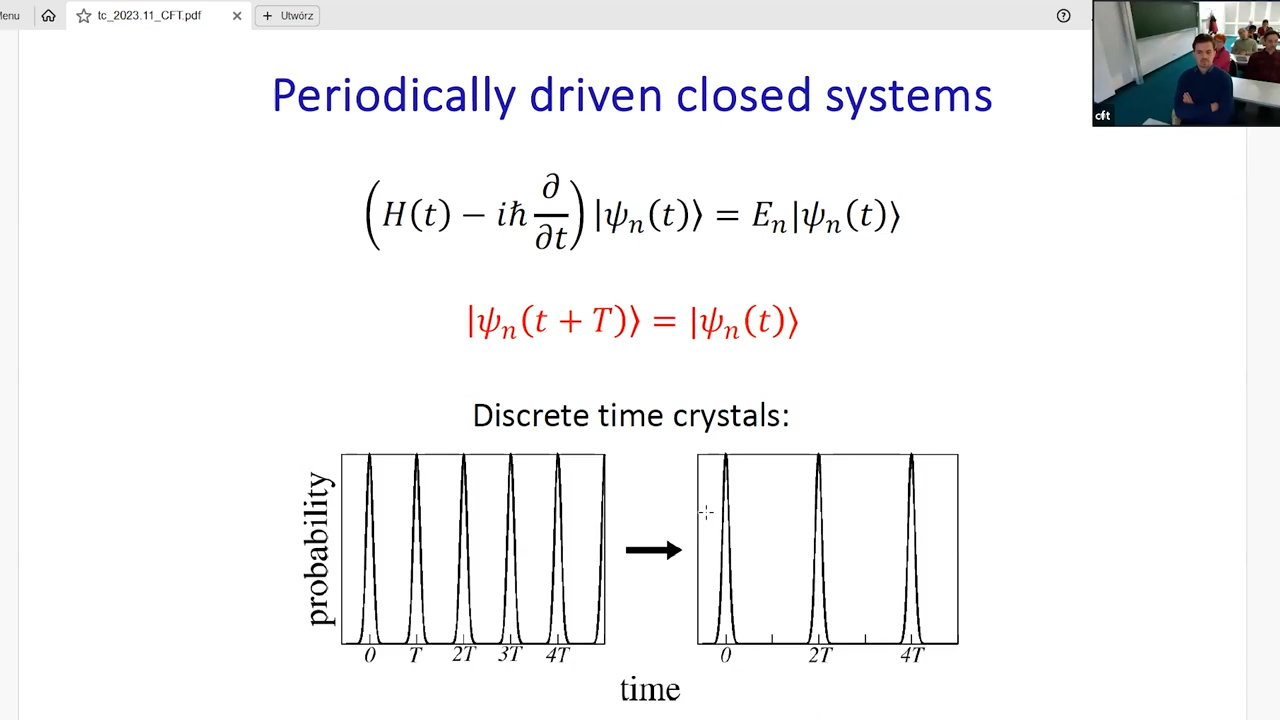 Menu
tc_2023.11_CFT.pdf
Utwórz
cft
Periodically driven closed systems
(H(t) − iħ ∂/∂t) |ψₙ(t)⟩ = Eₙ|ψₙ(t)⟩
|ψₙ(t + T)⟩ = |ψₙ(t)⟩
Discrete time crystals:
probability
0 T 2T 3T 4T
0 2T 4T
time